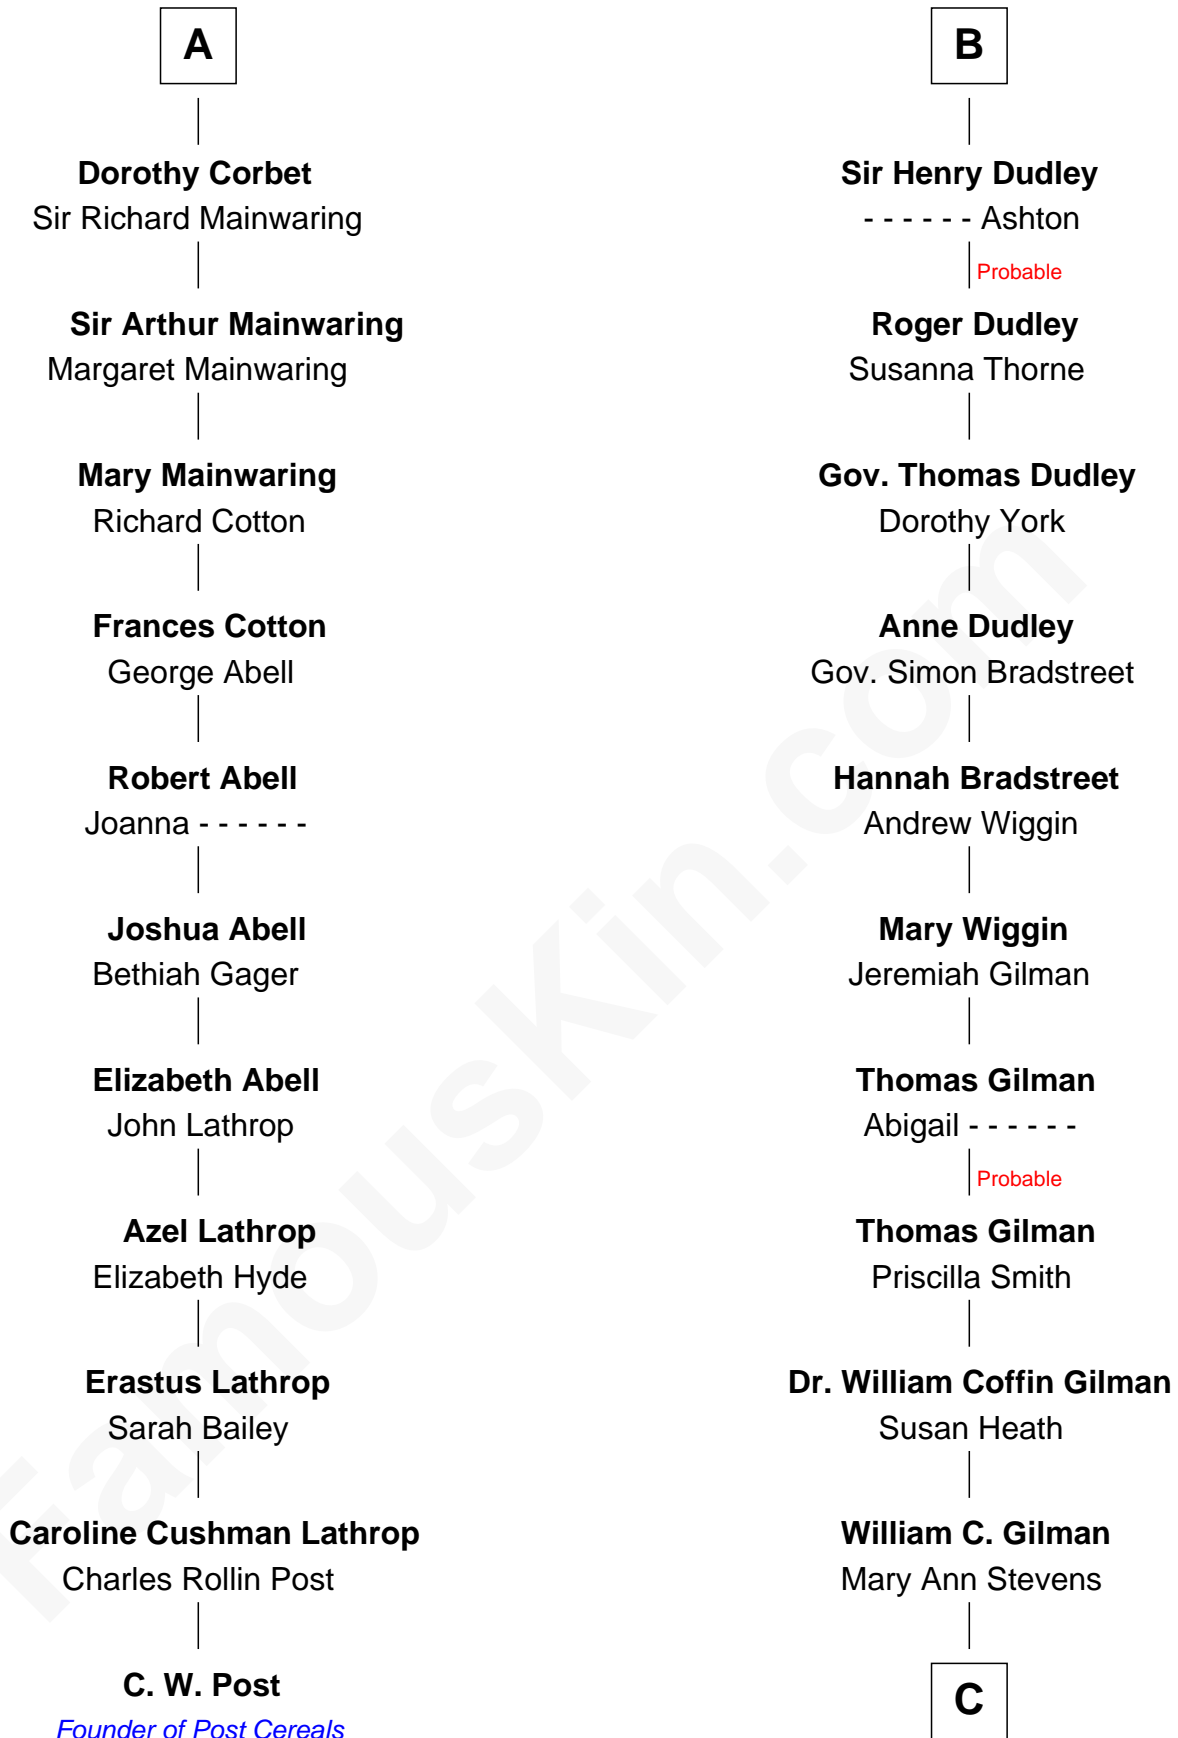 A
Dorothy Corbet
Sir Richard Mainwaring
Sir Arthur Mainwaring
Margaret Mainwaring
Mary Mainwaring
Richard Cotton
Frances Cotton
George Abell
Robert Abell
Joanna - - - - - -
Joshua Abell
Bethiah Gager
Elizabeth Abell
John Lathrop
Azel Lathrop
Elizabeth Hyde
Erastus Lathrop
Sarah Bailey
Caroline Cushman Lathrop
Charles Rollin Post
C. W. Post
Founder of Post Cereals
B
Sir Henry Dudley
- - - - - - Ashton
Probable
Roger Dudley
Susanna Thorne
Gov. Thomas Dudley
Dorothy York
Anne Dudley
Gov. Simon Bradstreet
Hannah Bradstreet
Andrew Wiggin
Mary Wiggin
Jeremiah Gilman
Thomas Gilman
Abigail - - - - - -
Probable
Thomas Gilman
Priscilla Smith
Dr. William Coffin Gilman
Susan Heath
William C. Gilman
Mary Ann Stevens
C
FamousKin.com